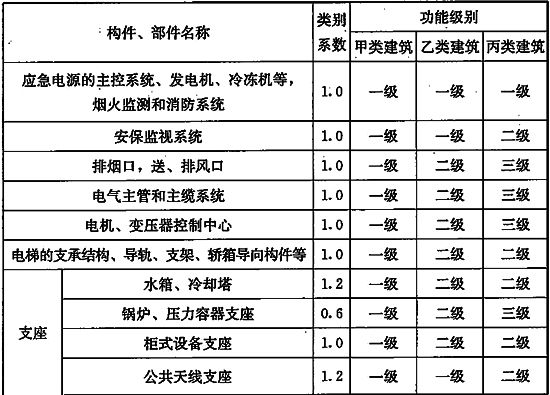 构件、部件名称 类别系数 功能级别
甲类建筑 乙类建筑 丙类建筑
应急电源的主控系统、发电机、冷冻机等,
烟火监测和消防系统 1.0 一级 一级 一级
安保监视系统 1.0 一级 一级 二级
排烟口，送、排风口 1.0 一级 二级 三级
电气主管和主缆系统 1.0 一级 二级 三级
电机、变压器控制中心 1.0 一级 二级 三级
电梯的支承结构、导轨、支架、轿箱导向构件等 1.0 一级 二级 二级
支座 水箱、冷却塔 1.2 一级 二级 二级
锅炉、压力容器支座 0.6 一级 二级 三级
柜式设备支座 1.0 一级 二级 二级
公共天线支座 1.2 一级 一级 二级